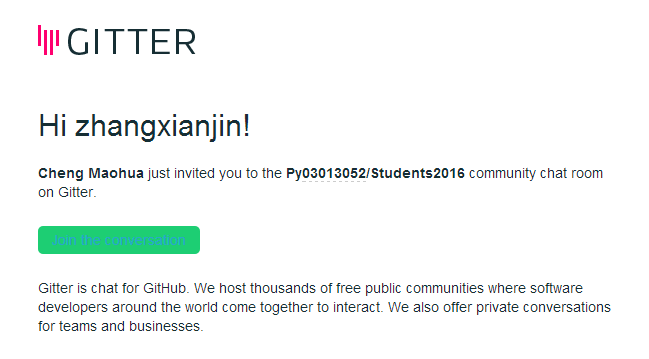 GITTER
Hi zhangxianjin!
Cheng Maohua just invited you to the Py03013052/Students2016 community chat room
on Gitter.
Join the conversation
Gitter is chat for GitHub. We host thousands of free public communities where software
developers around the world come together to interact. We also offer private conversations
for teams and businesses.